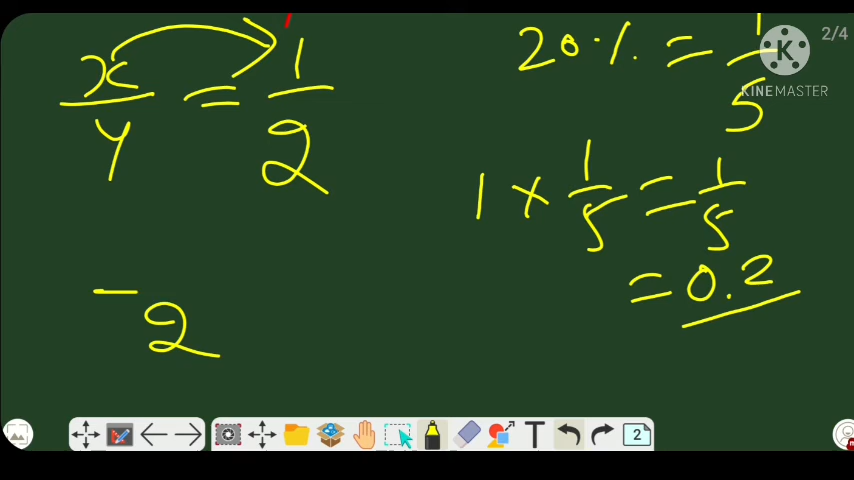 x/y = 1/2
20% = 1/5
1 × 1/5 = 1/5
= 0.2
– 2
2/4
KINEMASTER
K
T
2